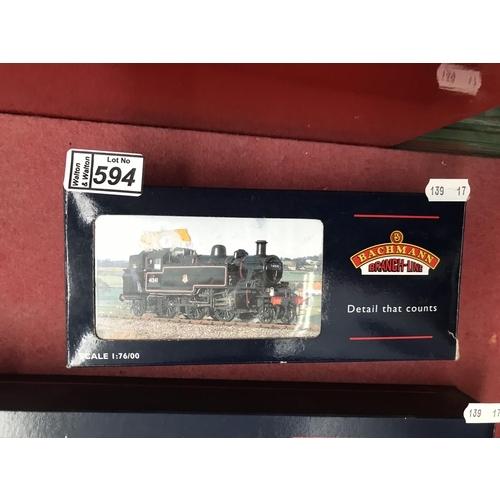 Walton
& Walton
Lot No
594
139 17
BACHMANN
BRANCH-LINE
Detail that counts
SCALE 1:76/00
139 17